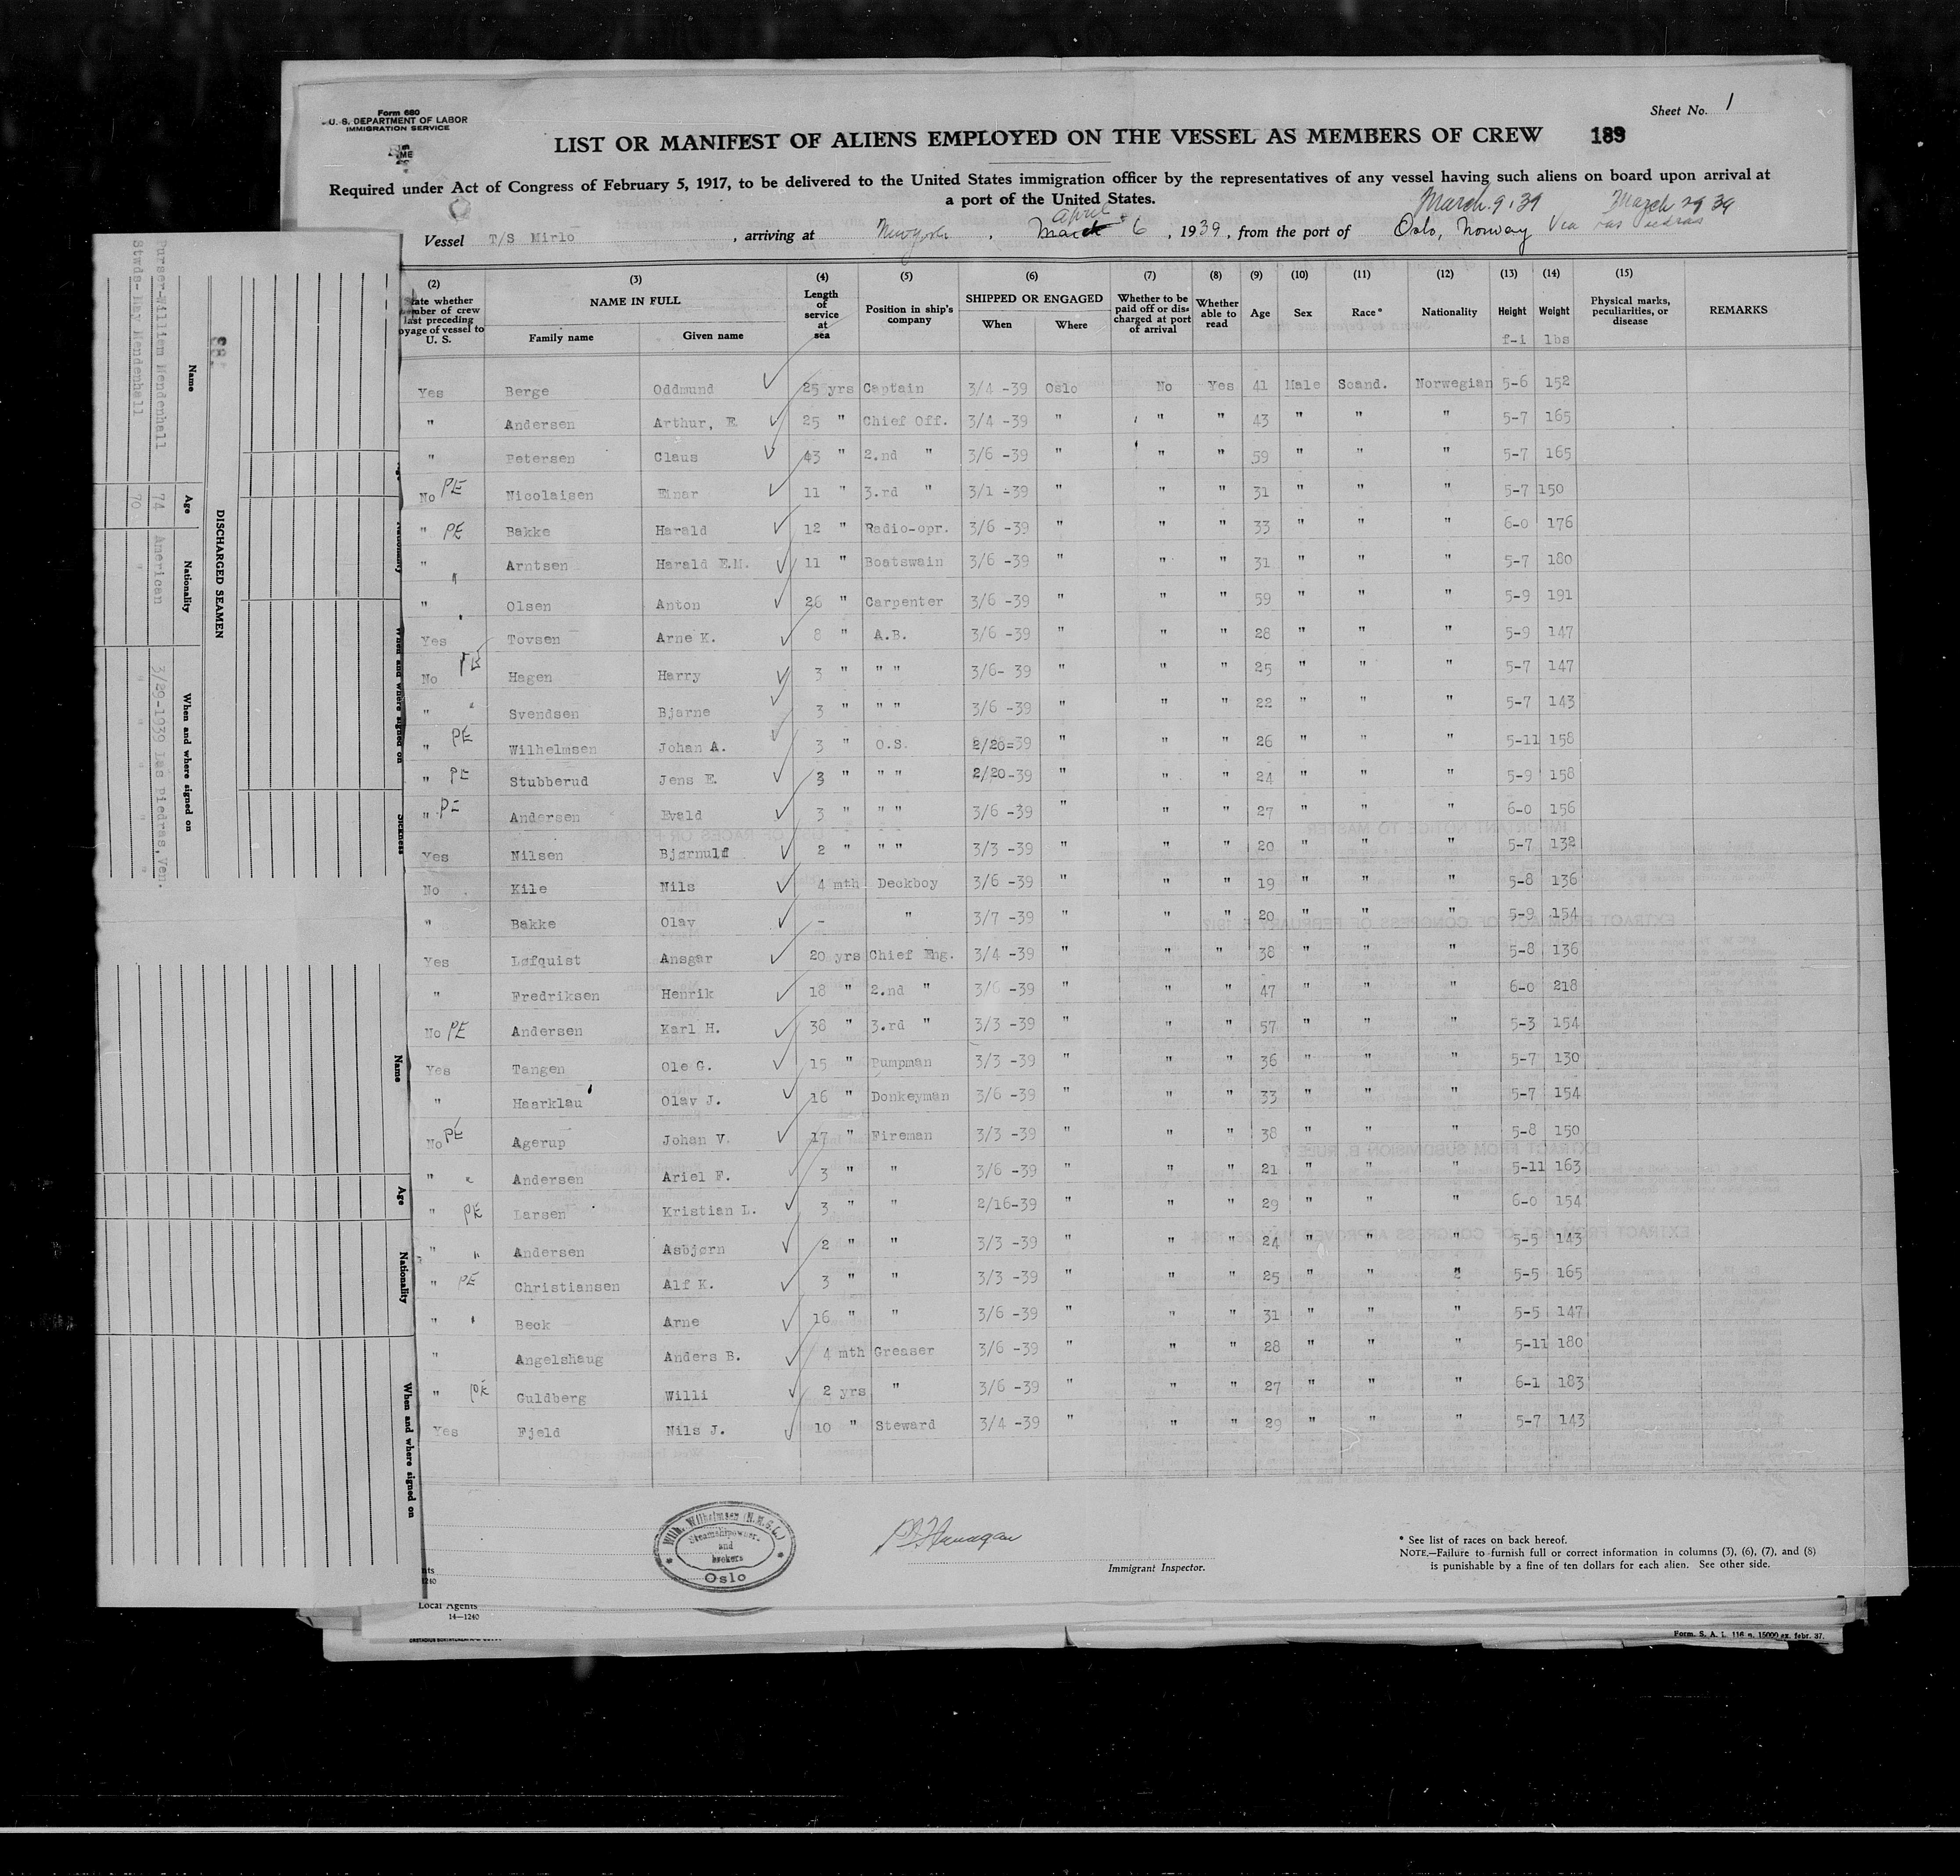 Form 680
U. S. DEPARTMENT OF LABOR
IMMIGRATION SERVICE
Sheet No. 1
LIST OR MANIFEST OF ALIENS EMPLOYED ON THE VESSEL AS MEMBERS OF CREW 189
Required under Act of Congress of February 5, 1917, to be delivered to the United States immigration officer by the representatives of any vessel having such aliens on board upon arrival at
a port of the United States.
March 9, 39 March 29 39
April
Vessel T/S Mirlo, arriving at New York, March 6, 1939, from the port of Oslo, Norway Via Las Piedras
(2) (3) (4) (5) (6) (7) (8) (9) (10) (11) (12) (13) (14) (15)
State whether member of crew last preceding voyage of vessel to U. S. NAME IN FULL Family name Given name Length of service at sea Position in ship's company SHIPPED OR ENGAGED When Where Whether to be paid off or discharged at port of arrival Whether able to read Age Sex Race* Nationality Height Weight Physical marks, peculiarities, or disease REMARKS
f-i lbs
Yes Berge Oddmund 25 yrs Captain 3/4 -39 Oslo No Yes 41 Male Scand. Norwegian 5-6 152
" Andersen Arthur, E 25 " Chief Off. 3/4 -39 " " " 43 " " " 5-7 165
" Petersen Claus 43 " 2.nd " 3/6 -39 " " " 59 " " " 5-7 165
No PE Nicolaisen Einar 11 " 3.rd " 3/1 -39 " " " 31 " " " 5-7 150
" PE Bakke Harald 12 " Radio-opr. 3/6 -39 " " " 33 " " " 6-0 176
" Arntsen Harald E.M. 11 " Boatswain 3/6 -39 " " " 31 " " " 5-7 180
" " Olsen Anton 26 " Carpenter 3/6 -39 " " " 59 " " " 5-9 191
Yes Tovsen Arne K. 8 " A.B. 3/6 -39 " " " 28 " " " 5-9 147
No PE Hagen Harry 3 " " " 3/6- 39 " " " 25 " " " 5-7 147
" " Svendsen Bjarne 3 " " " 3/6 -39 " " " 22 " " " 5-7 143
" PE Wilhelmsen Johan A. 3 " O.S. 2/20=39 " " " 26 " " " 5-11 158
" PE Stubberud Jens E. 3 " " " 2/20-39 " " " 24 " " " 5-9 158
" PE Andersen Evald 3 " " " 3/6 -39 " " " 27 " " " 6-0 156
Yes Nilsen Bjørnulf 2 " " " 3/3 -39 " " " 20 " " " 5-7 132
No Kile Nils 4 mth Deckboy 3/6 -39 " " " 19 " " " 5-8 136
" Bakke Olav - " 3/7 -39 " " " 20 " " " 5-9 154
Yes Løfquist Ansgar 20 yrs Chief Eng. 3/4 -39 " " " 38 " " " 5-8 136
" Fredriksen Henrik 18 " 2.nd " 3/6 -39 " " " 47 " " " 6-0 218
No PE Andersen Karl H. 38 " 3.rd " 3/3 -39 " " " 57 " " " 5-3 154
Yes Tangen Ole G. 15 " Pumpman 3/3 -39 " " " 36 " " " 5-7 130
" Haarklau Olav J. 16 " Donkeyman 3/6 -39 " " " 33 " " " 5-7 154
No PE Agerup Johan V. 17 " Fireman 3/3 -39 " " " 38 " " " 5-8 150
" " Andersen Ariel F. 3 " " 3/6 -39 " " " 21 " " " 5-11 163
" PE Larsen Kristian L. 3 " " 2/16-39 " " " 29 " " " 6-0 154
" " Andersen Asbjørn 2 " " 3/3 -39 " " " 24 " " " 5-5 143
" PE Christiansen Alf K. 3 " " 3/3 -39 " " " 25 " " " 5-5 165
" " Beck Arne 16 " " 3/6 -39 " " " 31 " " " 5-5 147
" Angelshaug Anders B. 4 mth Greaser 3/6 -39 " " " 28 " " " 5-11 180
" PE Guldberg Willi 2 yrs " 3/6 -39 " " " 27 " " " 6-1 183
Yes Fjeld Nils J. 10 " Steward 3/4 -39 " " " 29 " " " 5-7 143
Wilh. Wilhelmsen
Steamshipowner
and
brokers
Oslo
Immigrant Inspector.
* See list of races on back hereof.
NOTE.—Failure to furnish full or correct information in columns (3), (6), (7), and (8)
is punishable by a fine of ten dollars for each alien. See other side.
Local Agents
14—1240
Form. S. A. L. 116 n. 15000 ex. febr. 37.
DISCHARGED SEAMEN
Name Age Nationality When and where signed on
Purser-William Mendenhall 74 American 3/29-1939 Las Piedras, Ven.
Stwds- May Mendenhall 70 " " "
Sickness
Name Age Nationality When and where signed on